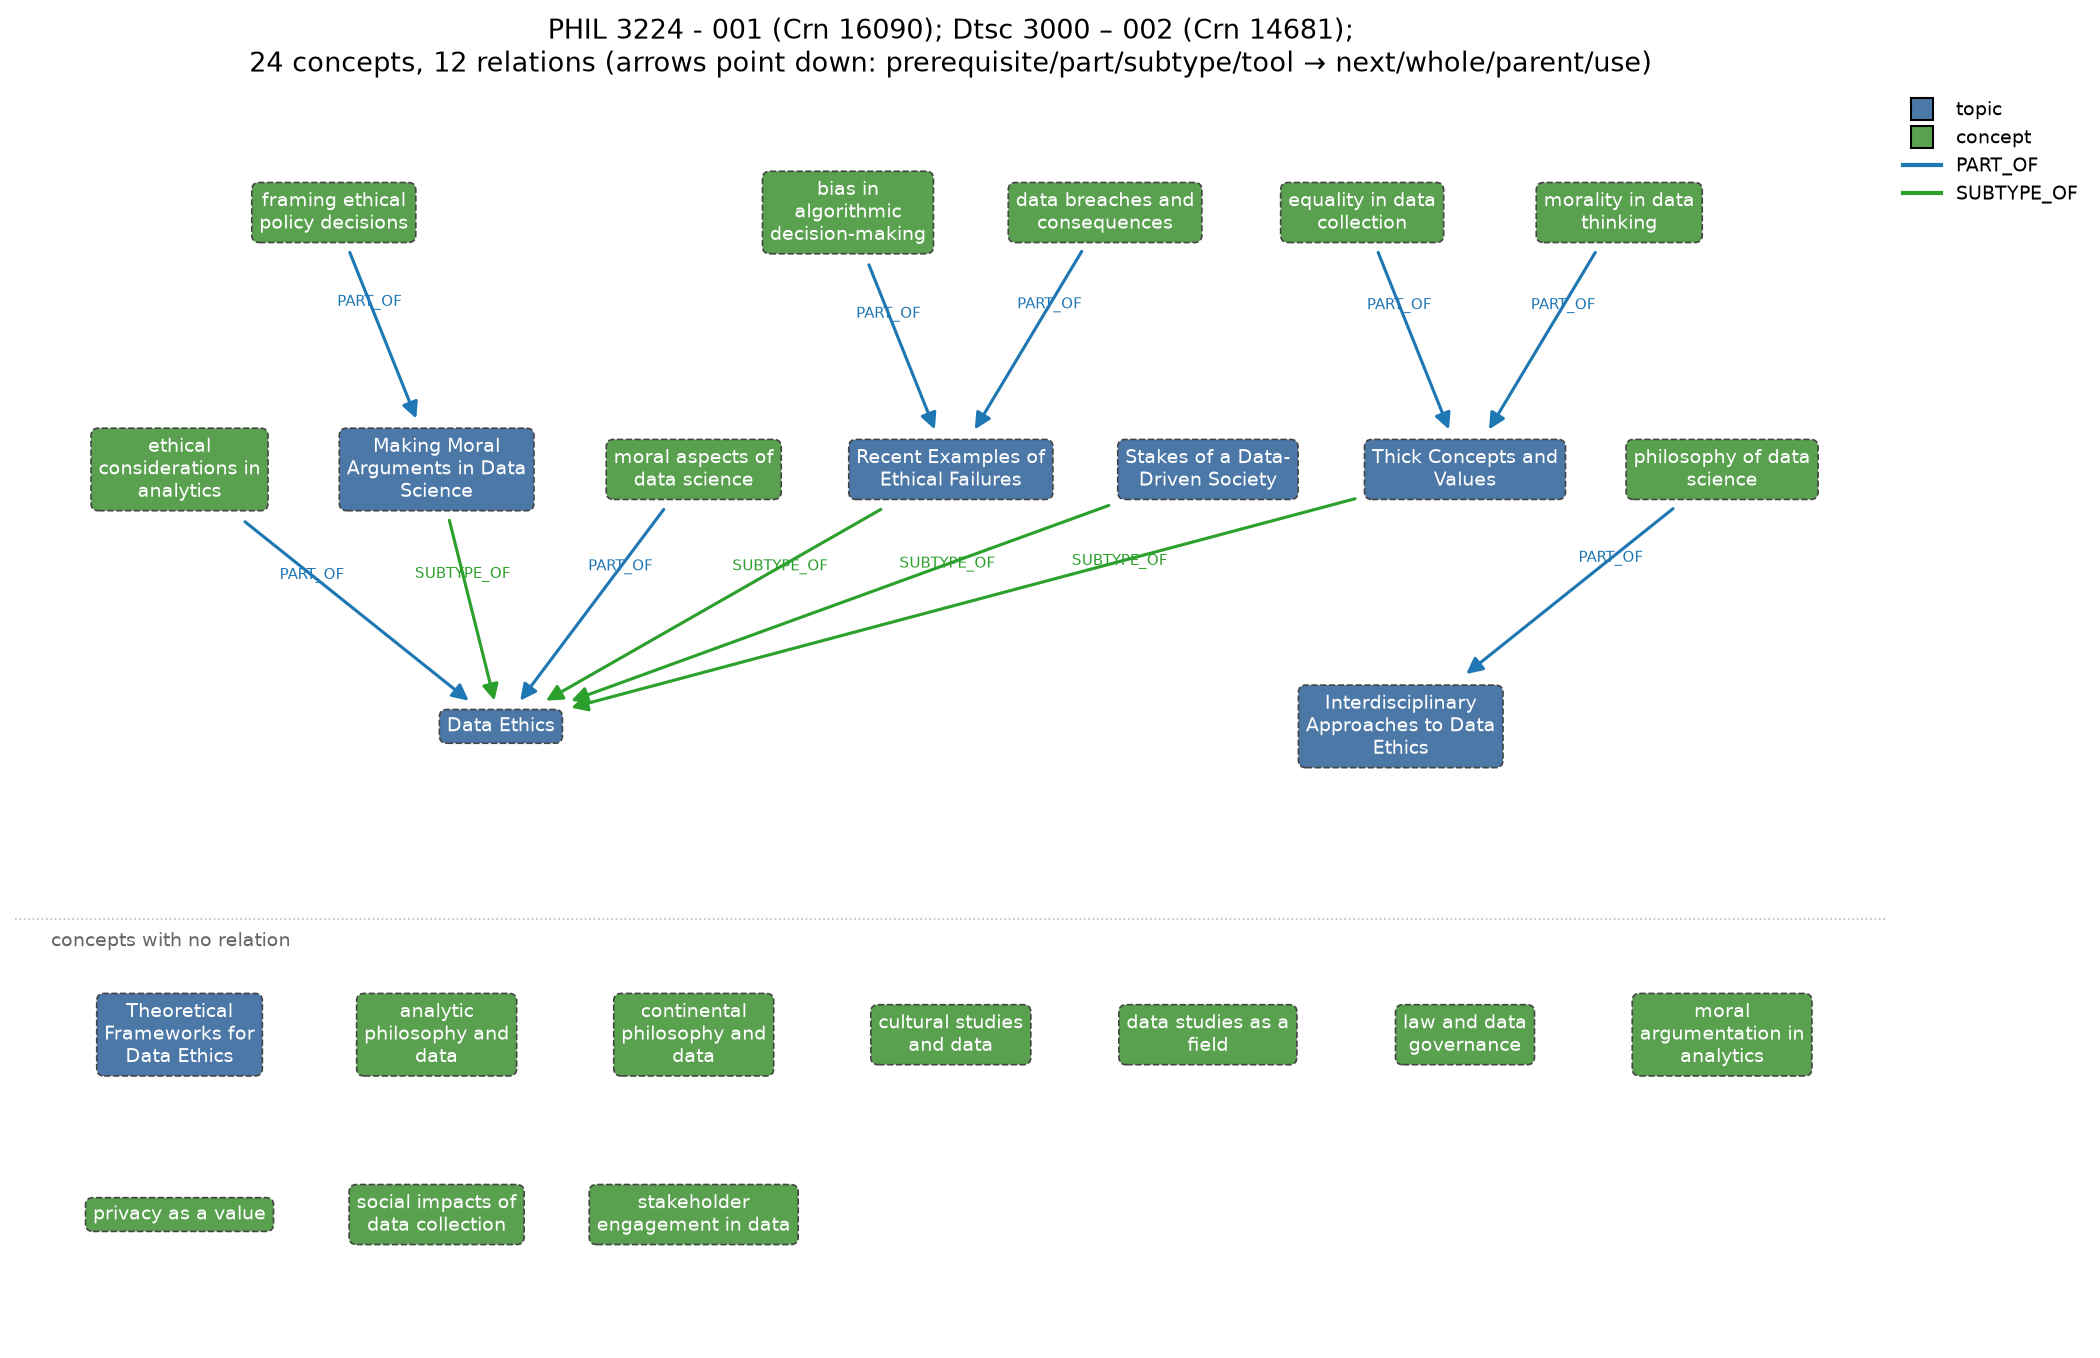 PHIL 3224 - 001 (Crn 16090); Dtsc 3000 – 002 (Crn 14681);
24 concepts, 12 relations (arrows point down: prerequisite/part/subtype/tool → next/whole/parent/use)
topic
concept
PART_OF
SUBTYPE_OF
framing ethical
policy decisions
bias in
algorithmic
decision-making
data breaches and
consequences
equality in data
collection
morality in data
thinking
PART_OF
PART_OF
PART_OF
PART_OF
PART_OF
ethical
considerations in
analytics
Making Moral
Arguments in Data
Science
moral aspects of
data science
Recent Examples of
Ethical Failures
Stakes of a Data-
Driven Society
Thick Concepts and
Values
philosophy of data
science
PART_OF
SUBTYPE_OF
PART_OF
SUBTYPE_OF
SUBTYPE_OF
SUBTYPE_OF
PART_OF
Data Ethics
Interdisciplinary
Approaches to Data
Ethics
concepts with no relation
Theoretical
Frameworks for
Data Ethics
analytic
philosophy and
data
continental
philosophy and
data
cultural studies
and data
data studies as a
field
law and data
governance
moral
argumentation in
analytics
privacy as a value
social impacts of
data collection
stakeholder
engagement in data